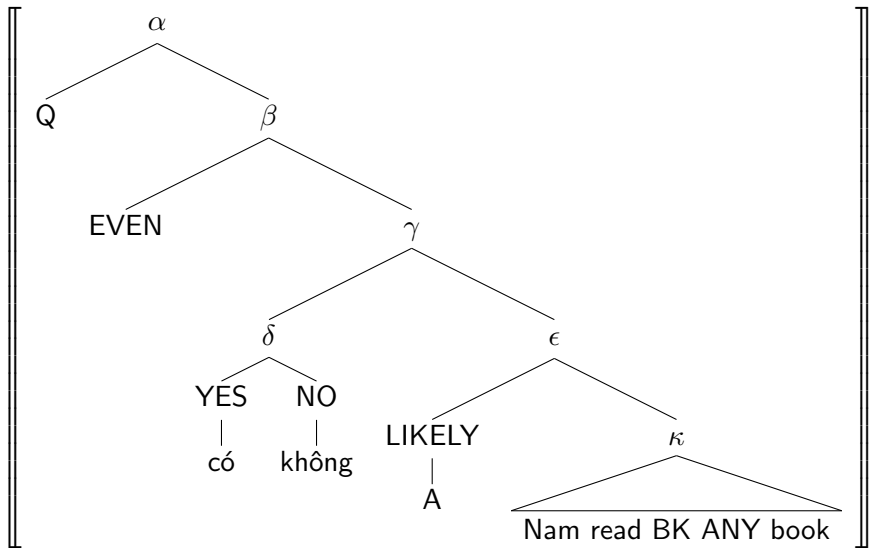 α
Q β
EVEN γ
δ ϵ
YES NO
LIKELY κ
có không
A
Nam read BK ANY book